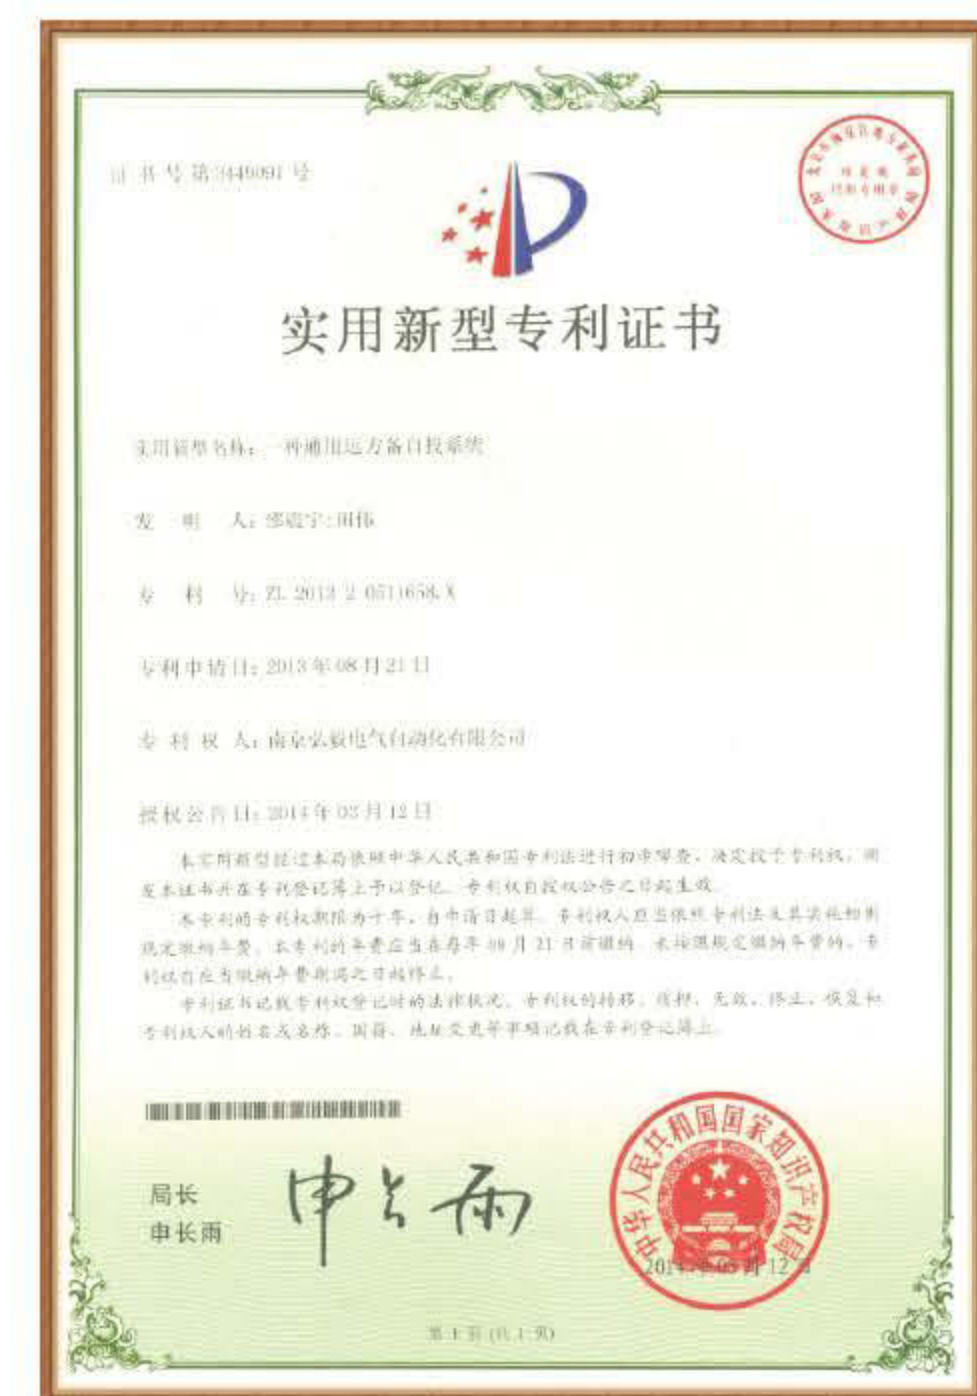 证书号第3449091号
实用新型专利证书
实用新型名称：一种通用远方备自投系统
发 明 人：田伟
专 利 号：ZL 2013 2 0511658.X
专利申请日：2013年08月21日
专 利 权 人：南京弘毅电气自动化有限公司
授权公告日：2014年03月12日
本实用新型经过本局依照中华人民共和国专利法进行初步审查，决定授予专利权，颁
发本证书并在专利登记簿上予以登记。专利权自授权公告之日起生效。
本专利的专利权期限为十年，自申请日起算。专利权人应当依照专利法及其实施细则
规定缴纳年费。本专利的年费应当在每年08月21日前缴纳。未按照规定缴纳年费的，专
利权自应当缴纳年费期满之日起终止。
专利证书记载专利权登记时的法律状况。专利权的转移、质押、无效、终止、恢复和
专利权人的姓名或名称、国籍、地址变更等事项记载在专利登记簿上。
局长
申长雨
申长雨
中华人民共和国国家知识产权局
2014年03月12日
第 1 页 (共 1 页)